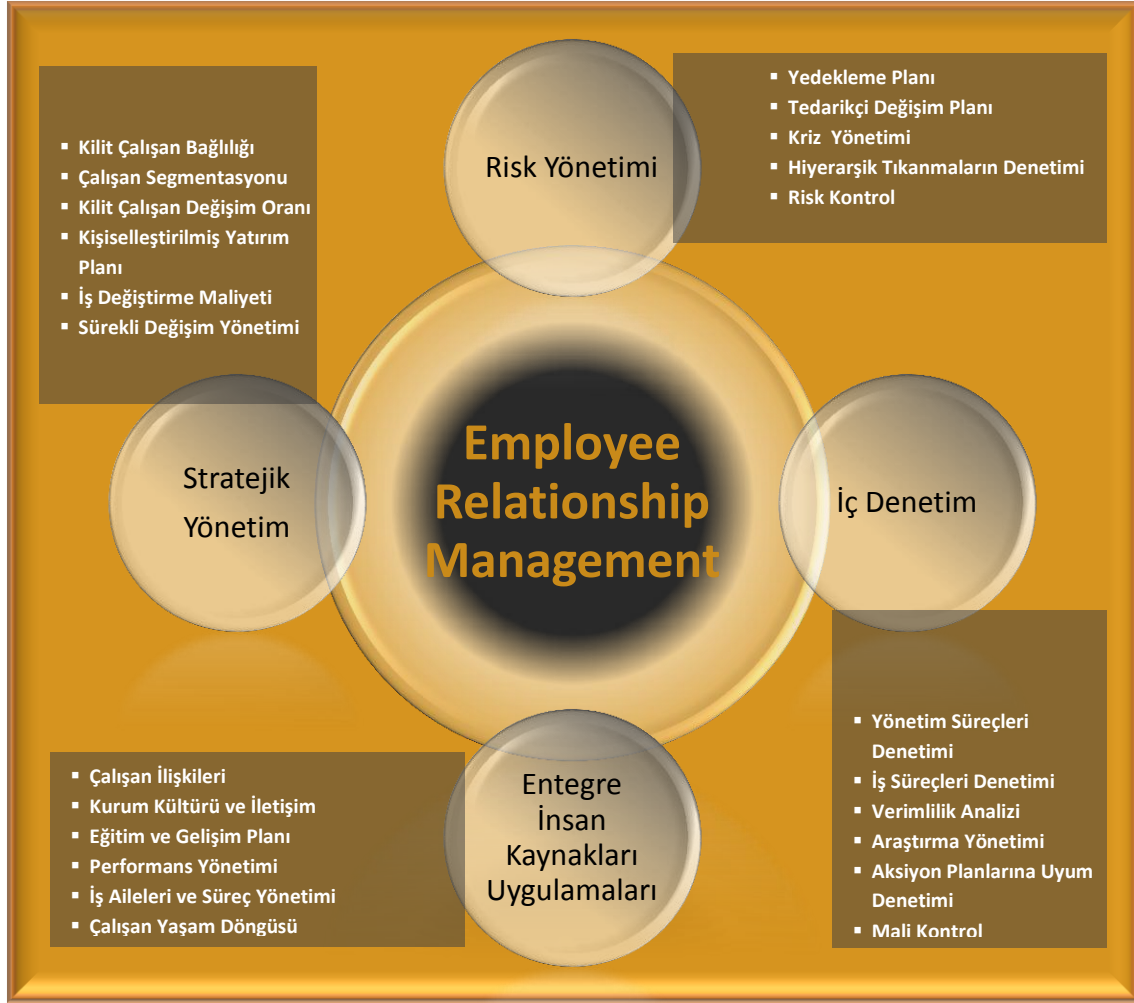 Risk Yönetimi
▪ Yedekleme Planı
▪ Tedarikçi Değişim Planı
▪ Kriz Yönetimi
▪ Hiyerarşik Tıkanmaların Denetimi
▪ Risk Kontrol
▪ Kilit Çalışan Bağlılığı
▪ Çalışan Segmentasyonu
▪ Kilit Çalışan Değişim Oranı
▪ Kişiselleştirilmiş Yatırım
Planı
▪ İş Değiştirme Maliyeti
▪ Sürekli Değişim Yönetimi
Stratejik
Yönetim
Employee
Relationship
Management
İç Denetim
▪ Yönetim Süreçleri
Denetimi
▪ İş Süreçleri Denetimi
▪ Verimlilik Analizi
▪ Araştırma Yönetimi
▪ Aksiyon Planlarına Uyum
Denetimi
▪ Mali Kontrol
Entegre
İnsan
Kaynakları
Uygulamaları
▪ Çalışan İlişkileri
▪ Kurum Kültürü ve İletişim
▪ Eğitim ve Gelişim Planı
▪ Performans Yönetimi
▪ İş Aileleri ve Süreç Yönetimi
▪ Çalışan Yaşam Döngüsü